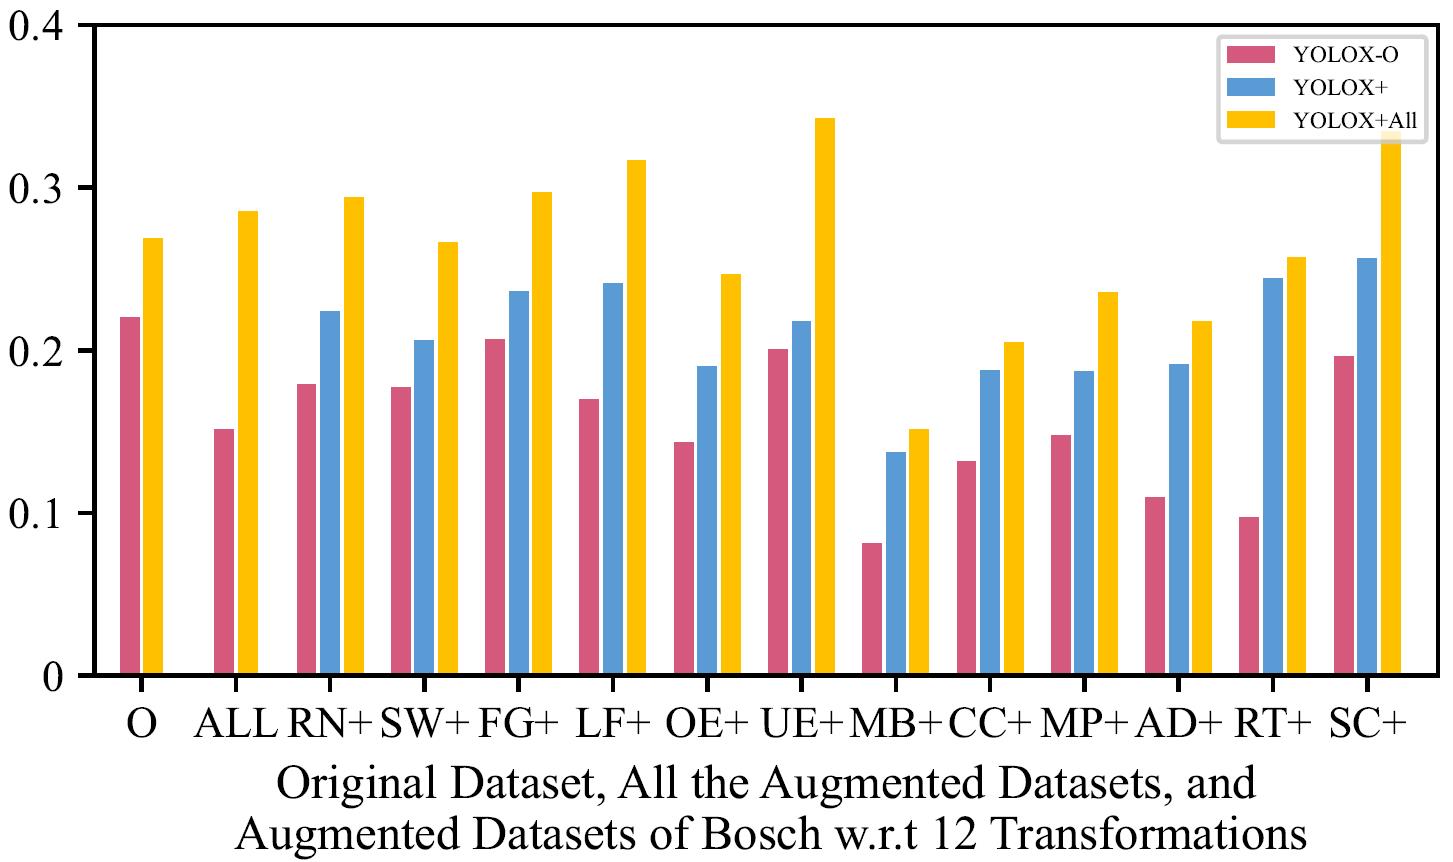 0.4
0.3
0.2
0.1
0
YOLOX-O
YOLOX+
YOLOX+All
O ALL RN+ SW+ FG+ LF+ OE+ UE+ MB+ CC+ MP+ AD+ RT+ SC+
Original Dataset, All the Augmented Datasets, and
Augmented Datasets of Bosch w.r.t 12 Transformations